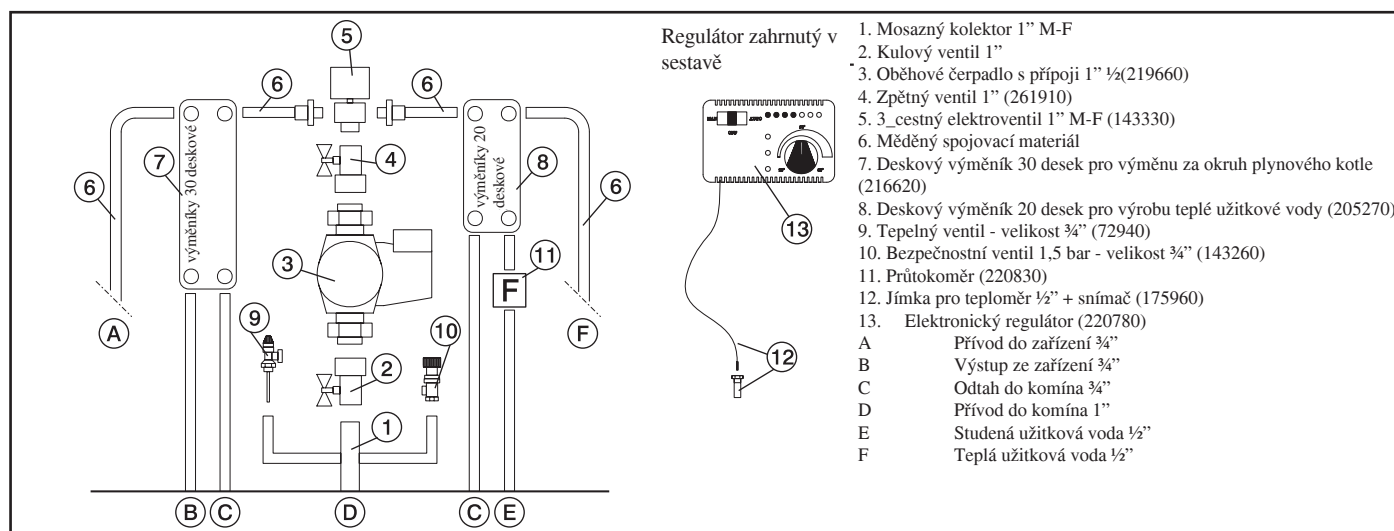 5
6
6
výměníky 30 deskové
výměníky 20
deskové
7
4
8
6
6
3
11
F
A
F
9
10
2
1
B
C
D
C
E
Regulátor zahrnutý v
sestavě
13
12
1. Mosazný kolektor 1” M-F
2. Kulový ventil 1”
3. Oběhové čerpadlo s přípoji 1” ½(219660)
4. Zpětný ventil 1” (261910)
5. 3_cestný elektroventil 1” M-F (143330)
6. Měděný spojovací materiál
7. Deskový výměník 30 desek pro výměnu za okruh plynového kotle
(216620)
8. Deskový výměník 20 desek pro výrobu teplé užitkové vody (205270)
9. Tepelný ventil - velikost ¾” (72940)
10. Bezpečnostní ventil 1,5 bar - velikost ¾” (143260)
11. Průtokoměr (220830)
12. Jímka pro teploměr ½” + snímač (175960)
13. Elektronický regulátor (220780)
A Přívod do zařízení ¾”
B Výstup ze zařízení ¾”
C Odtah do komína ¾”
D Přívod do komína 1”
E Studená užitková voda ½”
F Teplá užitková voda ½”